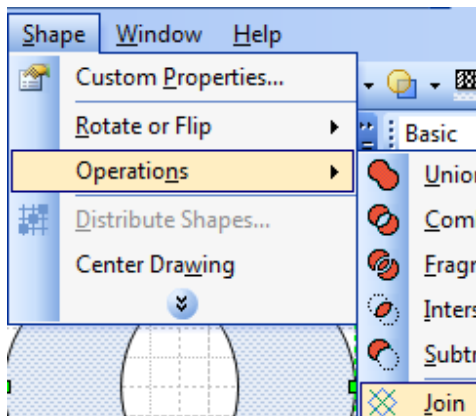 Shape Window Help
Custom Properties...
Rotate or Flip
Basic
Operations
Distribute Shapes...
Center Drawing
Join